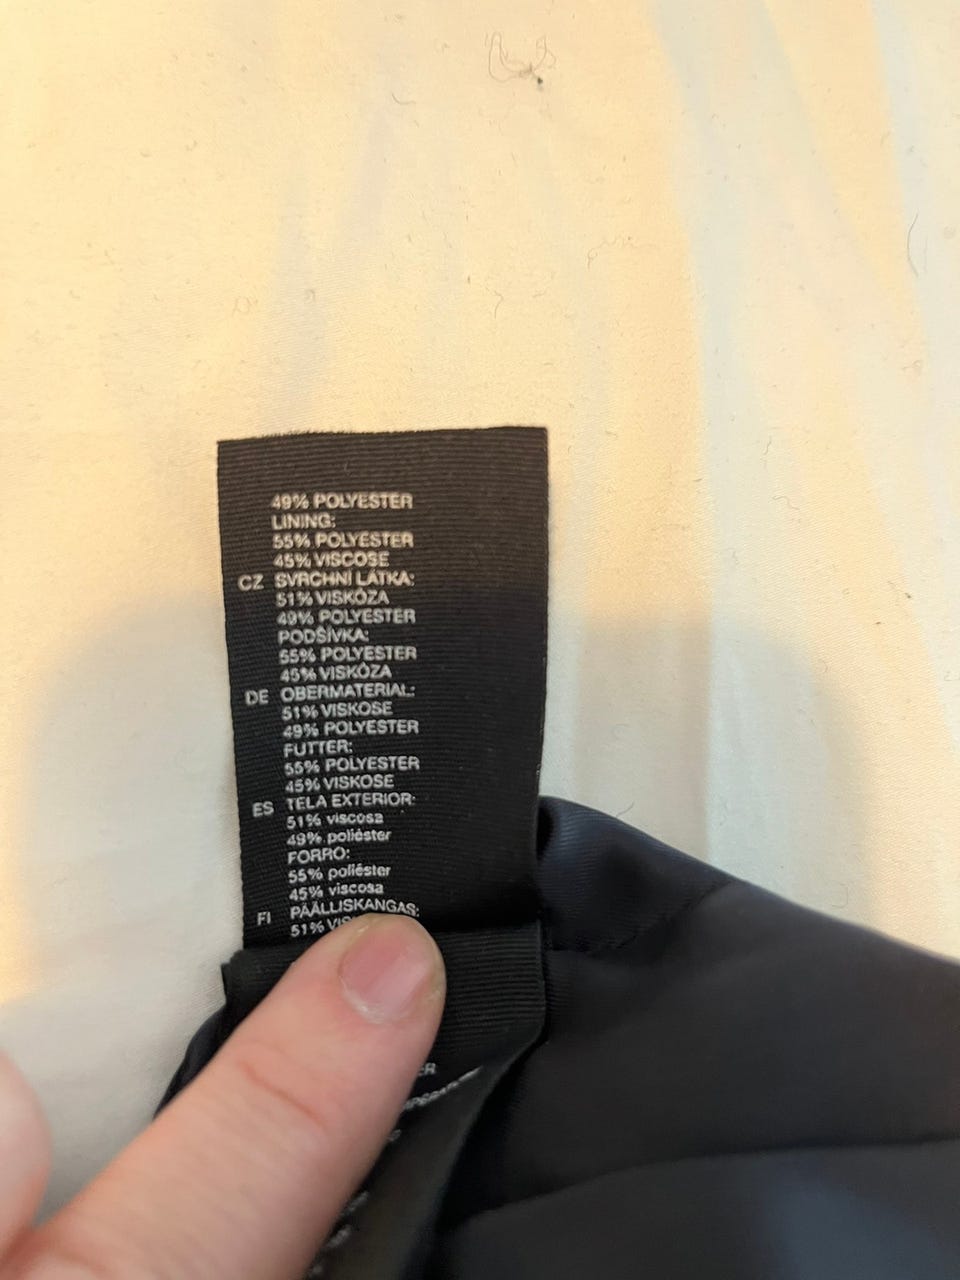 49% POLYESTER
LINING:
55% POLYESTER
45% VISCOSE
CZ SVRCHNÍ LÁTKA:
51% VISKÓZA
49% POLYESTER
PODŠÍVKA:
55% POLYESTER
45% VISKÓZA
DE OBERMATERIAL:
51% VISKOSE
49% POLYESTER
FUTTER:
55% POLYESTER
45% VISKOSE
ES TELA EXTERIOR:
51% viscosa
49% poliéster
FORRO:
55% poliéster
45% viscosa
FI PÄÄLLISKANGAS:
51%